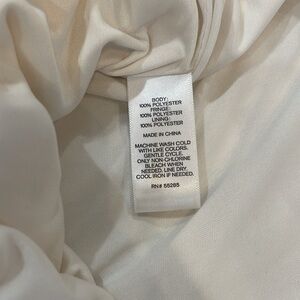 BODY
100% POLYESTER
FRINGE:
100% POLYESTER
LINING:
100% POLYESTER
MADE IN CHINA
MACHINE WASH COLD
WITH LIKE COLORS.
GENTLE CYCLE.
ONLY NON-CHLORINE
BLEACH WHEN
NEEDED. LINE DRY.
COOL IRON IF NEEDED.
RN# 55285